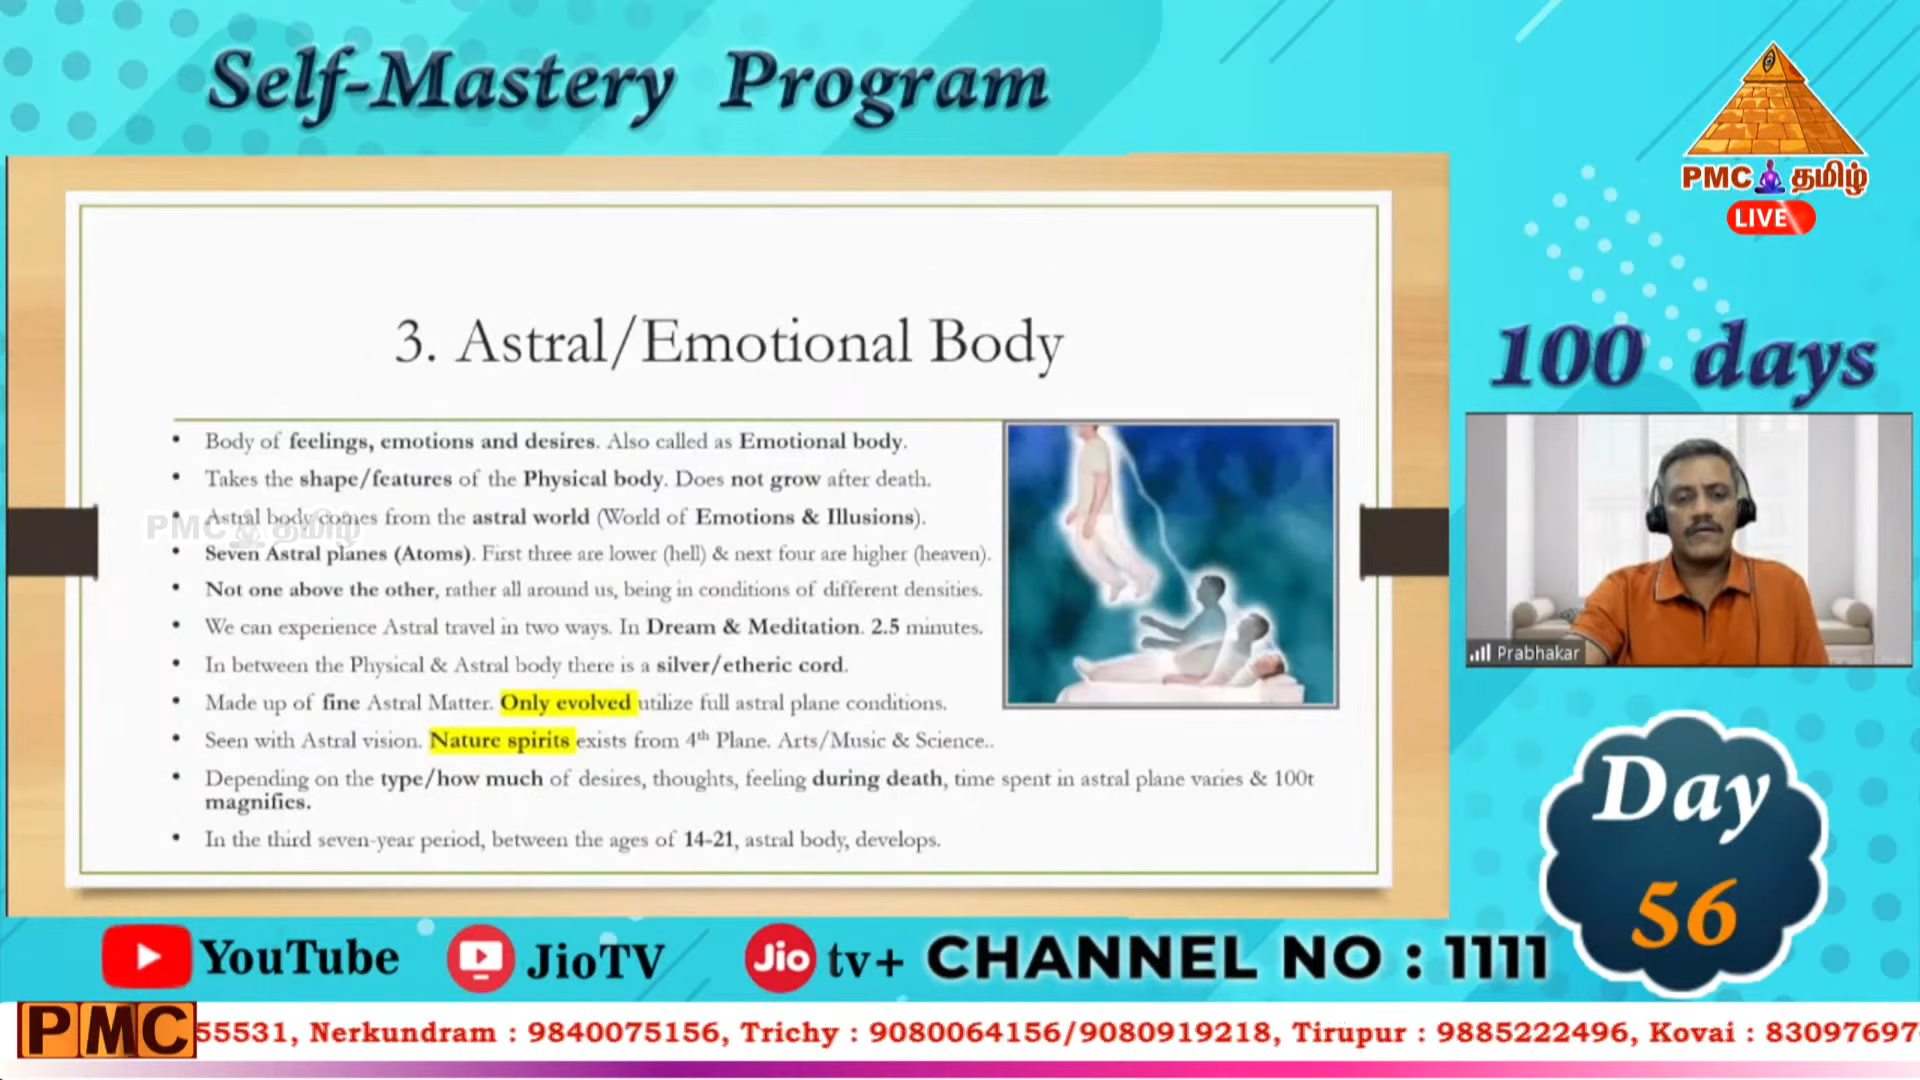 Self-Mastery Program
PMC தமிழ்
LIVE
3. Astral/Emotional Body
• Body of feelings, emotions and desires. Also called as Emotional body.
• Takes the shape/features of the Physical body. Does not grow after death.
• Astral body comes from the astral world (World of Emotions & Illusions).
PMC தமிழ்
• Seven Astral planes (Atoms). First three are lower (hell) & next four are higher (heaven).
• Not one above the other, rather all around us, being in conditions of different densities.
• We can experience Astral travel in two ways. In Dream & Meditation. 2.5 minutes.
• In between the Physical & Astral body there is a silver/etheric cord.
• Made up of fine Astral Matter. Only evolved utilize full astral plane conditions.
• Seen with Astral vision. Nature spirits exists from 4th Plane. Arts/Music & Science..
• Depending on the type/how much of desires, thoughts, feeling during death, time spent in astral plane varies & 100t
magnifies.
• In the third seven-year period, between the ages of 14-21, astral body, develops.
100 days
Prabhakar
Day
56
YouTube JioTV Jio tv+ CHANNEL NO : 1111
PMC 55531, Nerkundram : 9840075156, Trichy : 9080064156/9080919218, Tirupur : 9885222496, Kovai : 83097697